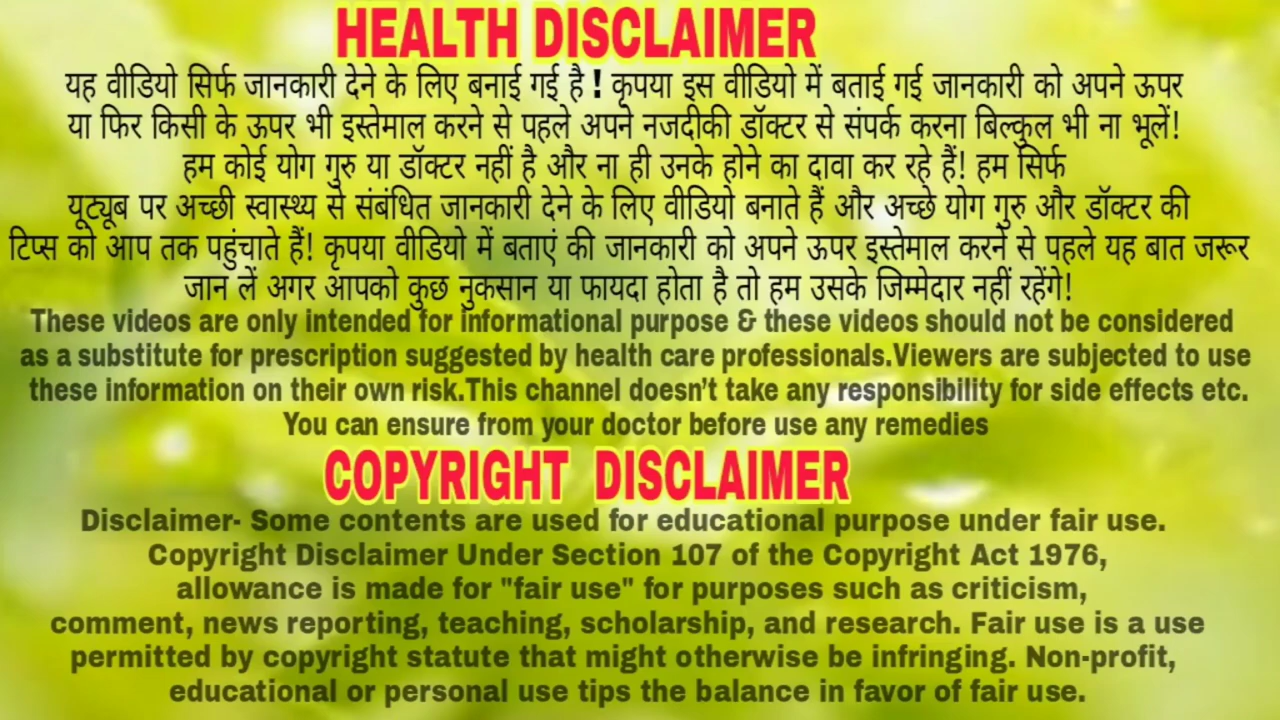 HEALTH DISCLAIMER
यह वीडियो सिर्फ जानकारी देने के लिए बनाई गई है ! कृपया इस वीडियो में बताई गई जानकारी को अपने ऊपर
या फिर किसी के ऊपर भी इस्तेमाल करने से पहले अपने नजदीकी डॉक्टर से संपर्क करना बिल्कुल भी ना भूलें!
हम कोई योग गुरु या डॉक्टर नहीं है और ना ही उनके होने का दावा कर रहे हैं! हम सिर्फ
यूट्यूब पर अच्छी स्वास्थ्य से संबंधित जानकारी देने के लिए वीडियो बनाते हैं और अच्छे योग गुरु और डॉक्टर की
टिप्स को आप तक पहुंचाते हैं! कृपया वीडियो में बताएं की जानकारी को अपने ऊपर इस्तेमाल करने से पहले यह बात जरूर
जान लें अगर आपको कुछ नुकसान या फायदा होता है तो हम उसके जिम्मेदार नहीं रहेंगे!
These videos are only intended for informational purpose & these videos should not be considered
as a substitute for prescription suggested by health care professionals.Viewers are subjected to use
these information on their own risk.This channel doesn't take any responsibility for side effects etc.
You can ensure from your doctor before use any remedies
COPYRIGHT DISCLAIMER
Disclaimer- Some contents are used for educational purpose under fair use.
Copyright Disclaimer Under Section 107 of the Copyright Act 1976,
allowance is made for "fair use" for purposes such as criticism,
comment, news reporting, teaching, scholarship, and research. Fair use is a use
permitted by copyright statute that might otherwise be infringing. Non-profit,
educational or personal use tips the balance in favor of fair use.